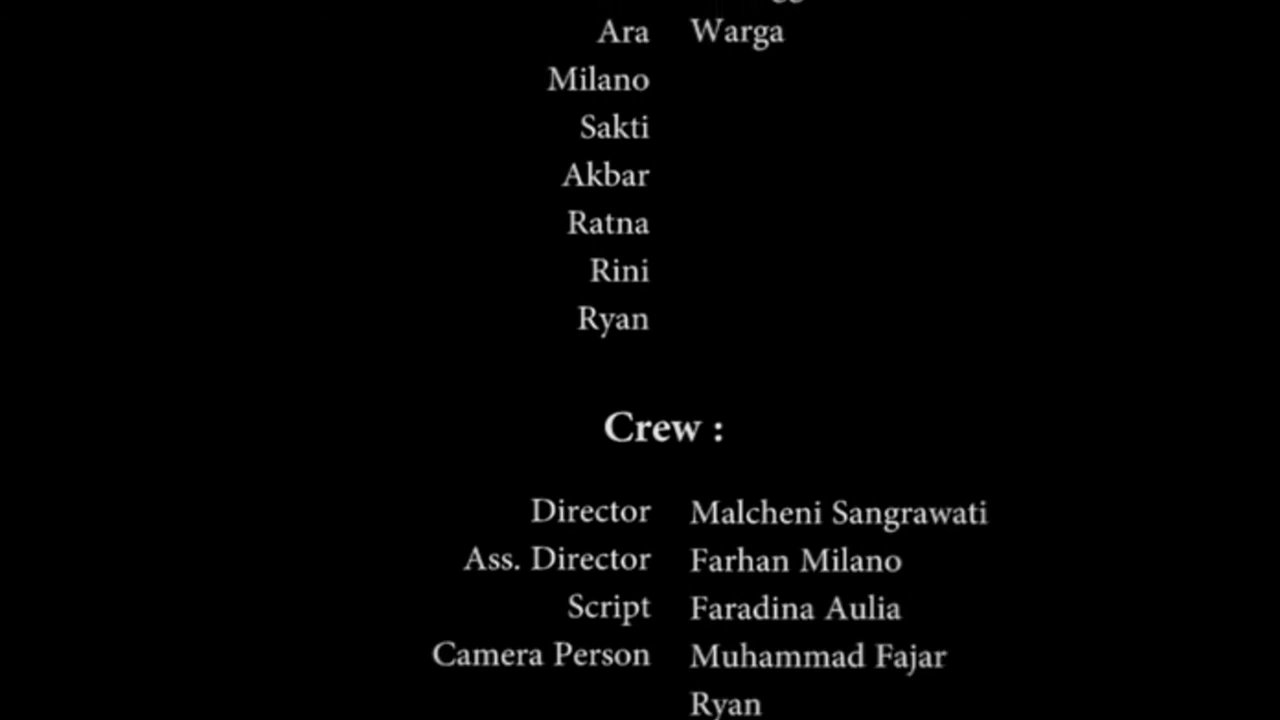 Ara Warga
Milano
Sakti
Akbar
Ratna
Rini
Ryan
Crew :
Director Malcheni Sangrawati
Ass. Director Farhan Milano
Script Faradina Aulia
Camera Person Muhammad Fajar
Ryan